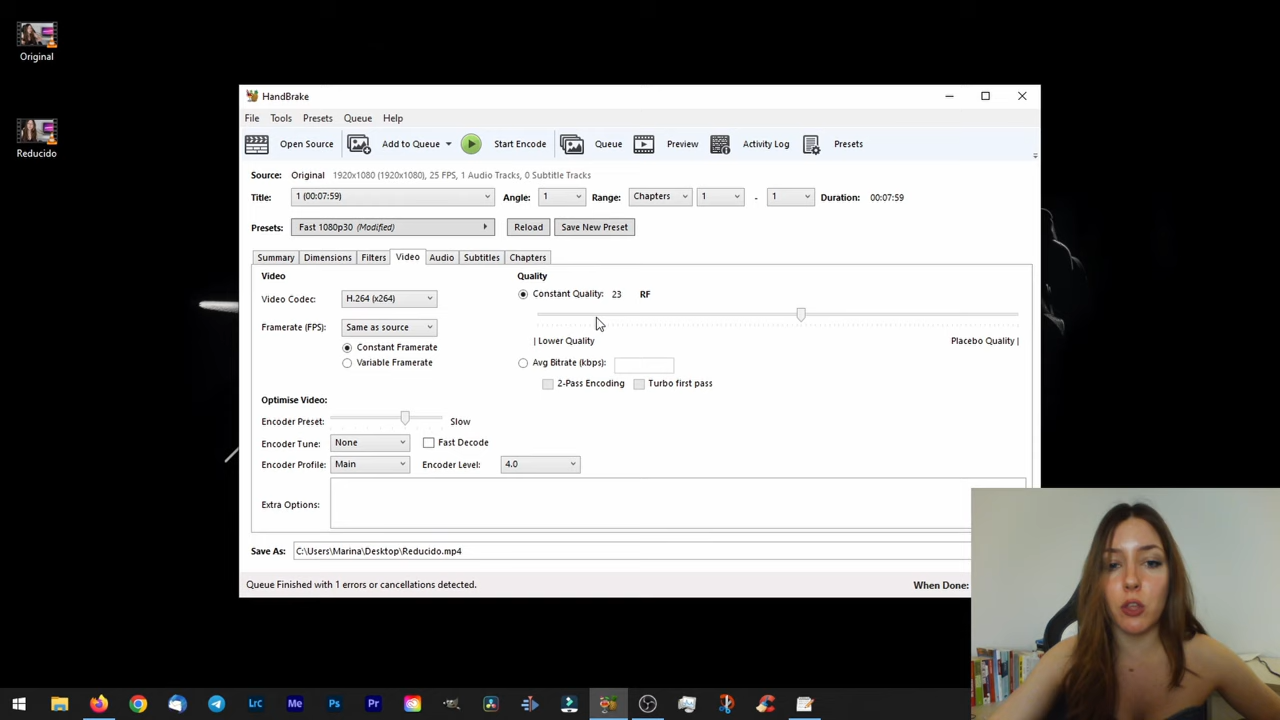 Original
Reducido
HandBrake
File Tools Presets Queue Help
Open Source Add to Queue Start Encode Queue Preview Activity Log Presets
Source: Original 1920x1080 (1920x1080), 25 FPS, 1 Audio Tracks, 0 Subtitle Tracks
Title: 1 (00:07:59) Angle: 1 Range: Chapters 1 - 1 Duration: 00:07:59
Presets: Fast 1080p30 (Modified) Reload Save New Preset
Summary Dimensions Filters Video Audio Subtitles Chapters
Video Quality
Video Codec: H.264 (x264) Constant Quality: 23 RF
Framerate (FPS): Same as source
Constant Framerate | Lower Quality Placebo Quality |
Variable Framerate Avg Bitrate (kbps):
2-Pass Encoding Turbo first pass
Optimise Video:
Encoder Preset: Slow
Encoder Tune: None Fast Decode
Encoder Profile: Main Encoder Level: 4.0
Extra Options:
Save As: C:\Users\Marina\Desktop\Reducido.mp4
Queue Finished with 1 errors or cancellations detected. When Done:
Lrc Me Ps Pr